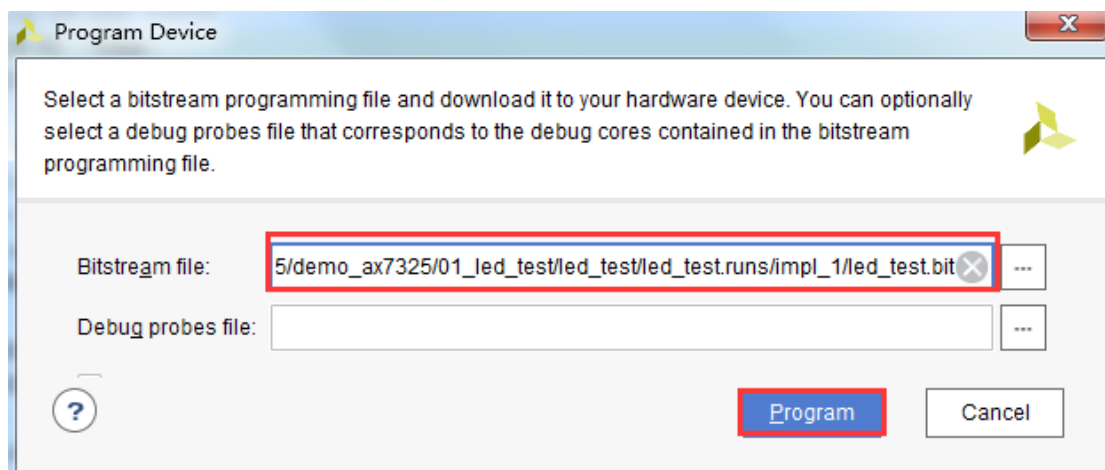 Program Device
X
Select a bitstream programming file and download it to your hardware device. You can optionally
select a debug probes file that corresponds to the debug cores contained in the bitstream
programming file.
Bitstream file: 5/demo_ax7325/01_led_test/led_test/led_test.runs/impl_1/led_test.bit ...
Debug probes file: ...
? Program Cancel